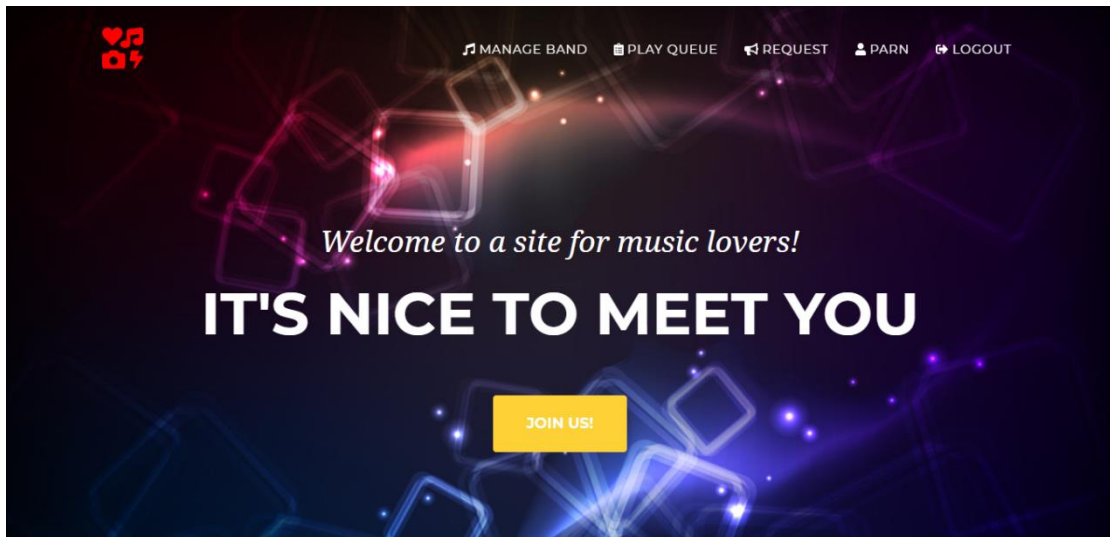 MANAGE BAND PLAY QUEUE REQUEST PARN LOGOUT
Welcome to a site for music lovers!
IT'S NICE TO MEET YOU
JOIN US!